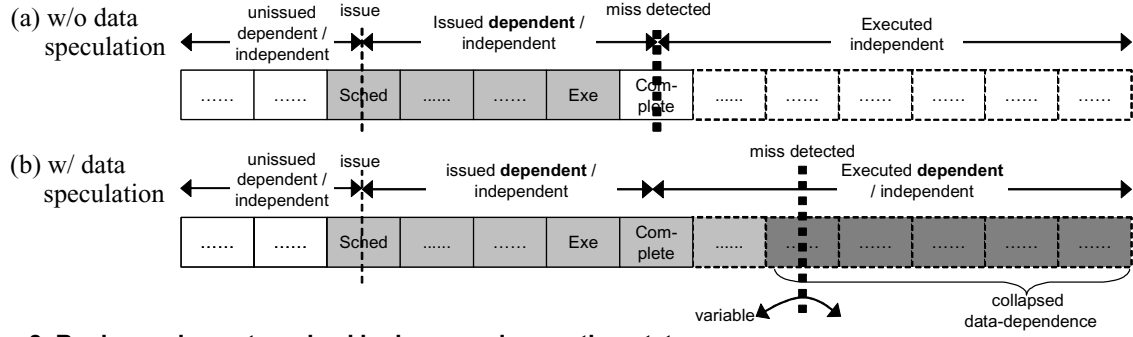 (a) w/o data
speculation
unissued
dependent /
independent
issue
Issued dependent /
independent
miss detected
Executed
independent
......
......
Sched
......
......
Exe
Com-
plete
......
......
......
......
......
......
(b) w/ data
speculation
unissued
dependent /
independent
issue
issued dependent /
independent
miss detected
Executed dependent
/ independent
......
......
Sched
......
......
Exe
Com-
plete
......
......
......
......
......
......
variable
collapsed
data-dependence